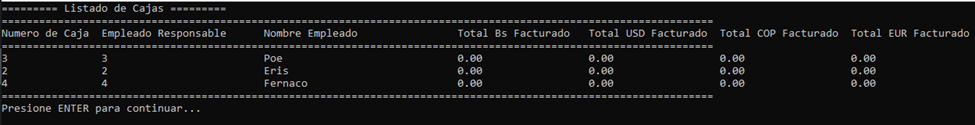 ========= Listado de Cajas =========
==================================================================================================================
Numero de Caja  Empleado Responsable      Nombre Empleado                Total Bs Facturado   Total USD Facturado  Total COP Facturado  Total EUR Facturado
==================================================================================================================
3               3                         Poe                            0.00                 0.00                 0.00                 0.00
2               2                         Eris                           0.00                 0.00                 0.00                 0.00
4               4                         Fernaco                        0.00                 0.00                 0.00                 0.00
==================================================================================================================
Presione ENTER para continuar...